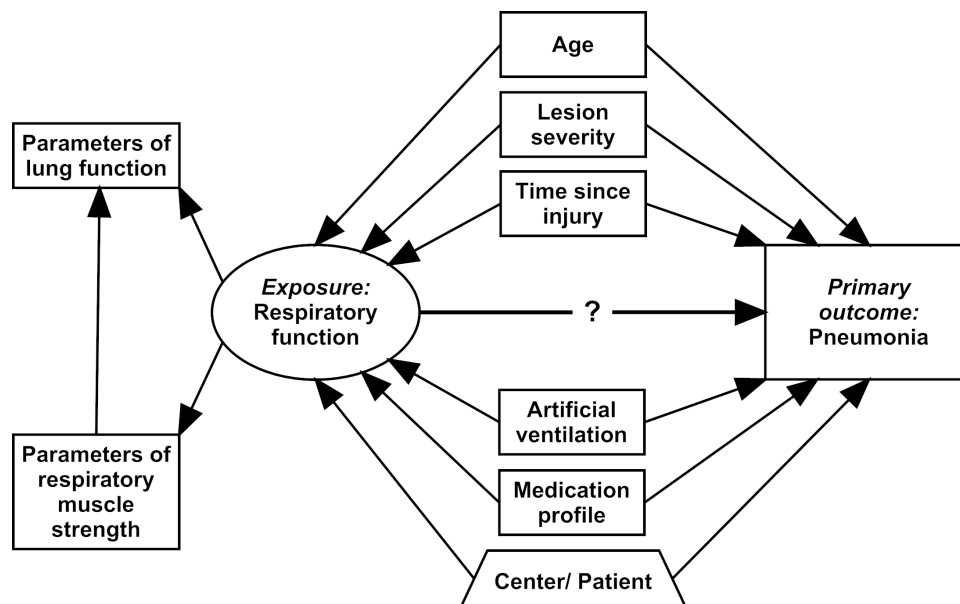 Age
Lesion
severity
Time since
injury
Parameters of
lung function
Exposure:
Respiratory
function
?
Primary
outcome:
Pneumonia
Artificial
ventilation
Parameters of
respiratory
muscle
strength
Medication
profile
Center/ Patient